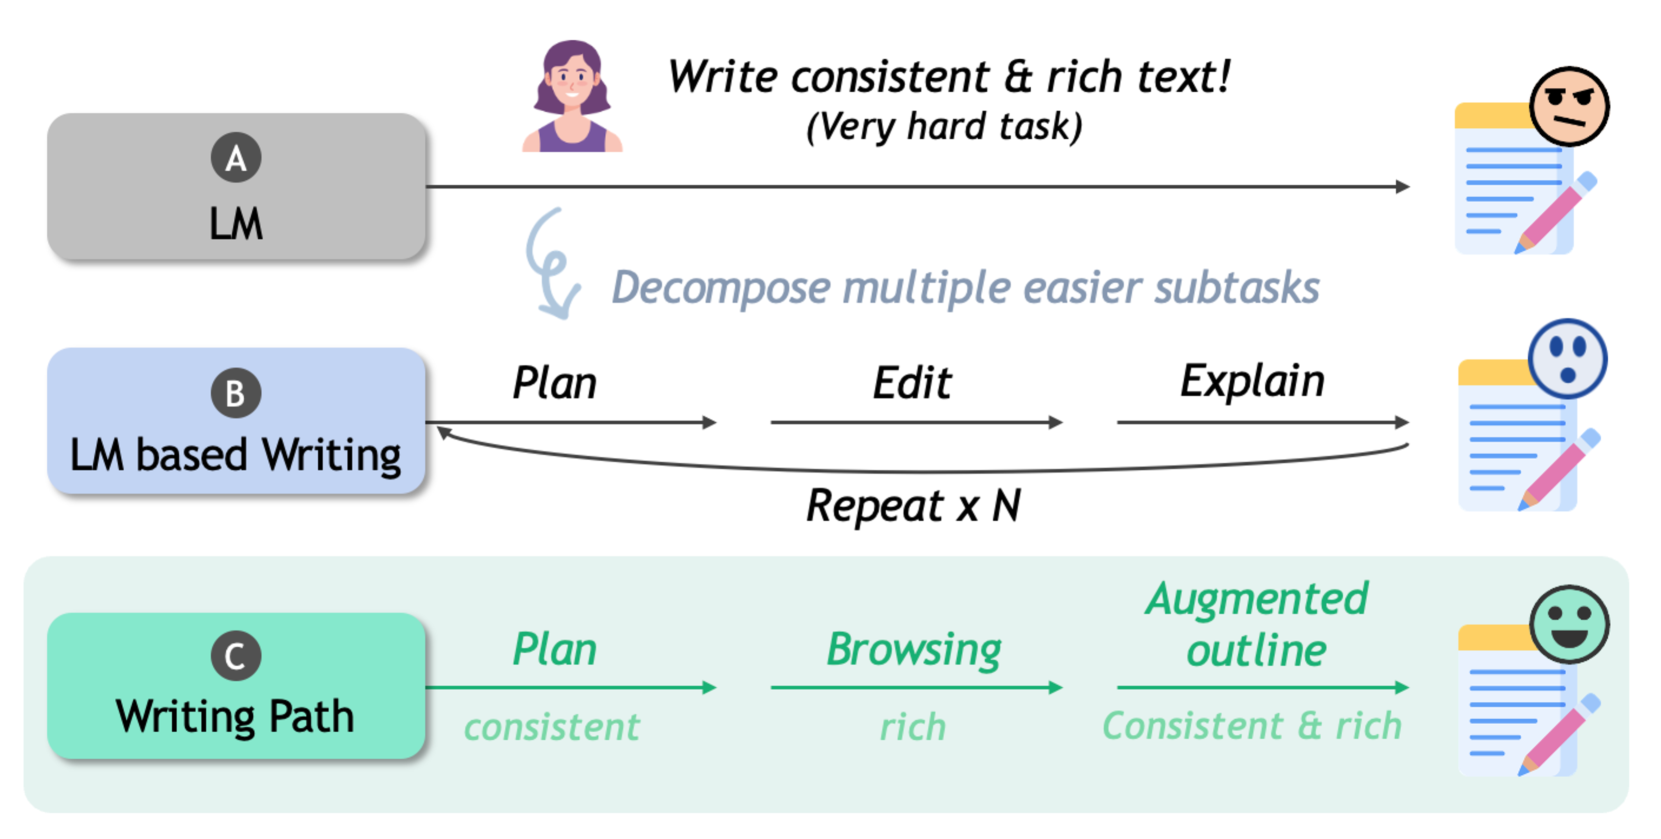 Write consistent & rich text!
(Very hard task)
A
LM
Decompose multiple easier subtasks
B
LM based Writing
Plan
Edit
Explain
Repeat x N
C
Writing Path
Plan
consistent
Browsing
rich
Augmented
outline
Consistent & rich